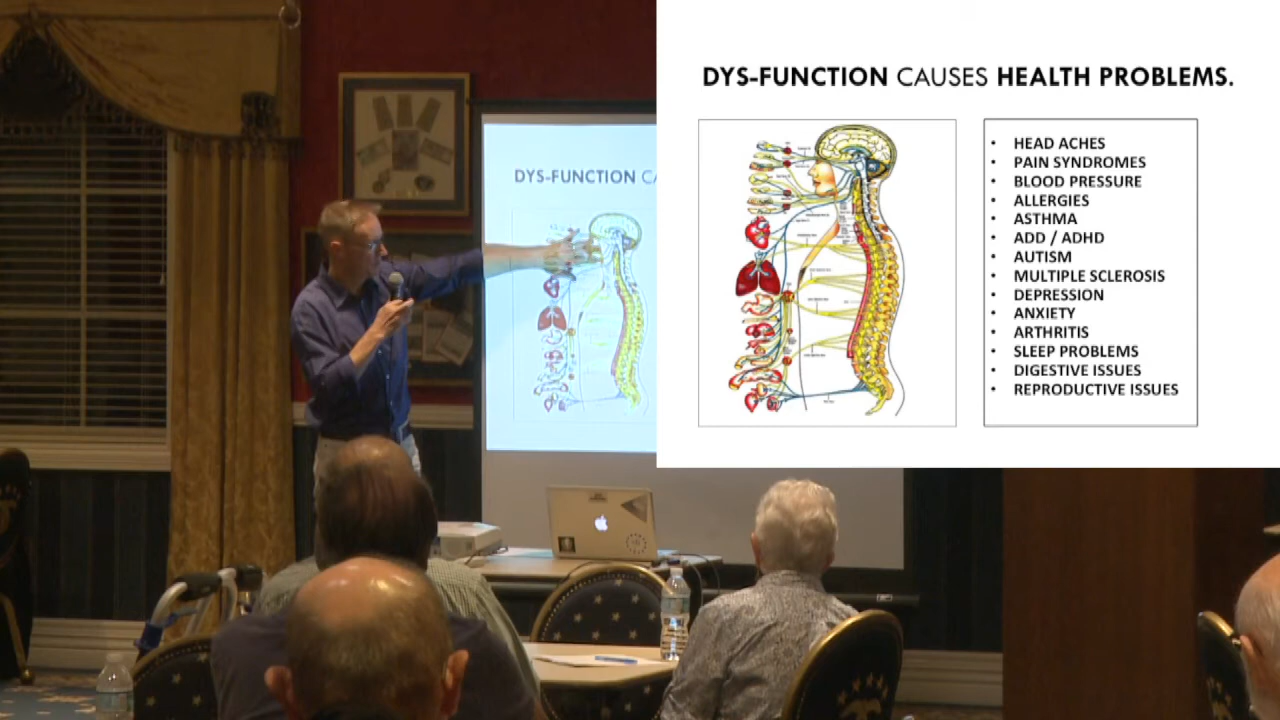 DYS-FUNCTION CAUSES HEALTH PROBLEMS.
• HEAD ACHES
• PAIN SYNDROMES
• BLOOD PRESSURE
• ALLERGIES
• ASTHMA
• ADD / ADHD
• AUTISM
• MULTIPLE SCLEROSIS
• DEPRESSION
• ANXIETY
• ARTHRITIS
• SLEEP PROBLEMS
• DIGESTIVE ISSUES
• REPRODUCTIVE ISSUES
DYS-FUNCTION CA